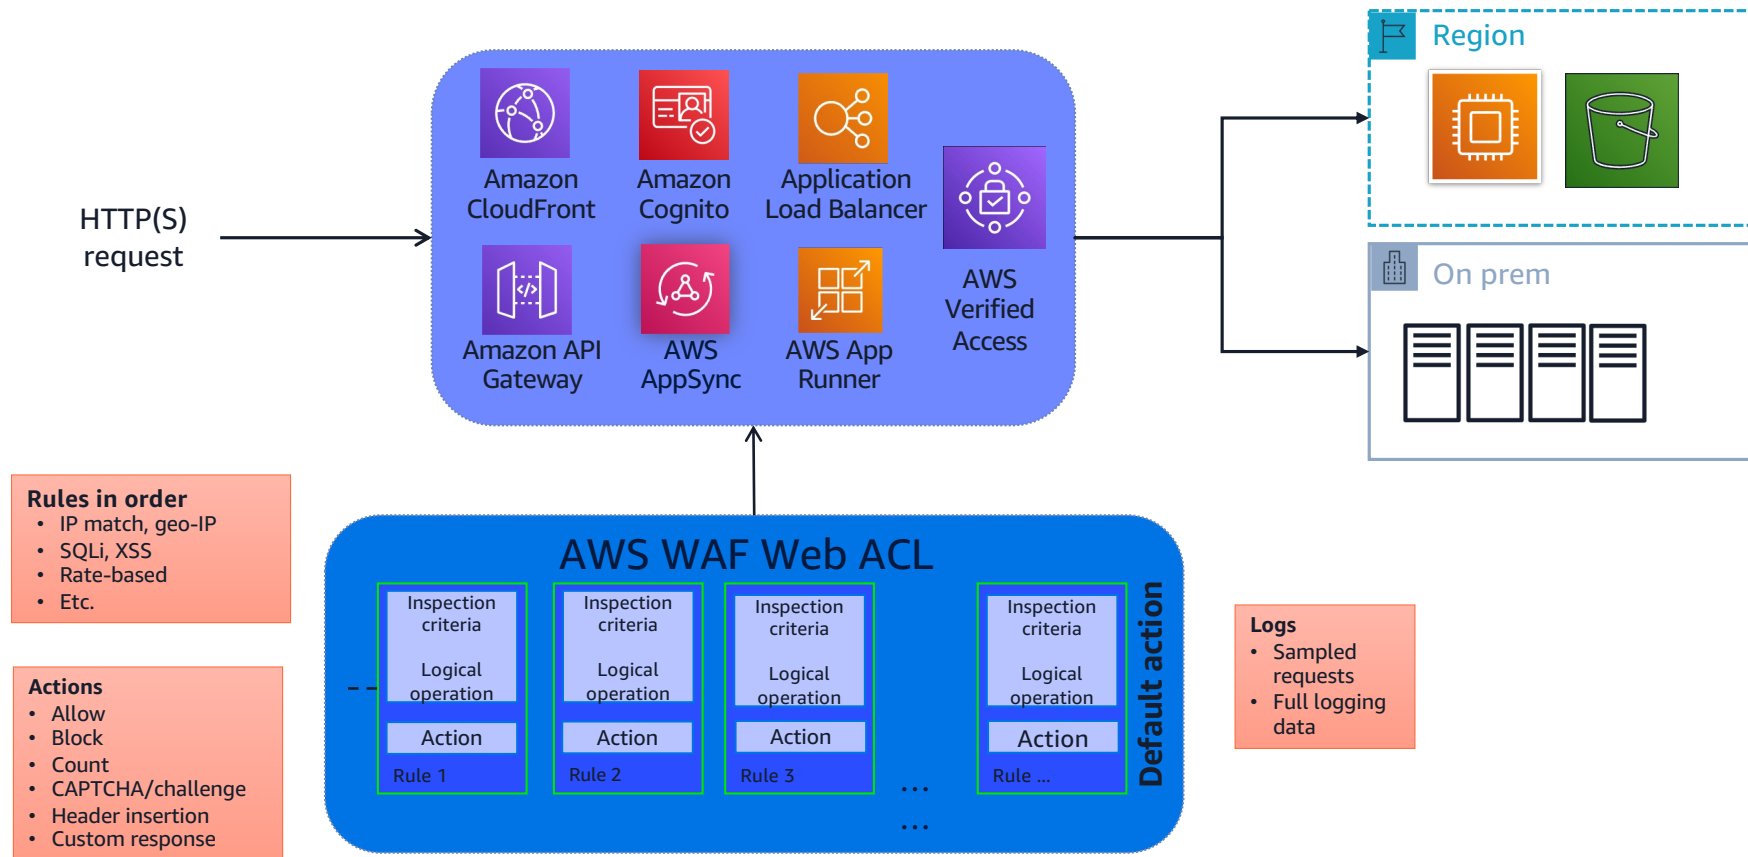 Region
Amazon
CloudFront
Amazon
Cognito
Application
Load Balancer
HTTP(S)
request
</>
Amazon API
Gateway
AWS
AppSync
AWS App
Runner
AWS
Verified
Access
On prem
Rules in order
• IP match, geo-IP
• SQLi, XSS
• Rate-based
• Etc.
Actions
• Allow
• Block
• Count
• CAPTCHA/challenge
• Header insertion
• Custom response
AWS WAF Web ACL
Inspection
criteria
Logical
operation
Action
Rule 1
Inspection
criteria
Logical
operation
Action
Rule 2
Inspection
criteria
Logical
operation
Action
Rule 3
...
...
Inspection
criteria
Logical
operation
Action
Rule ...
Default action
Logs
• Sampled
requests
• Full logging
data